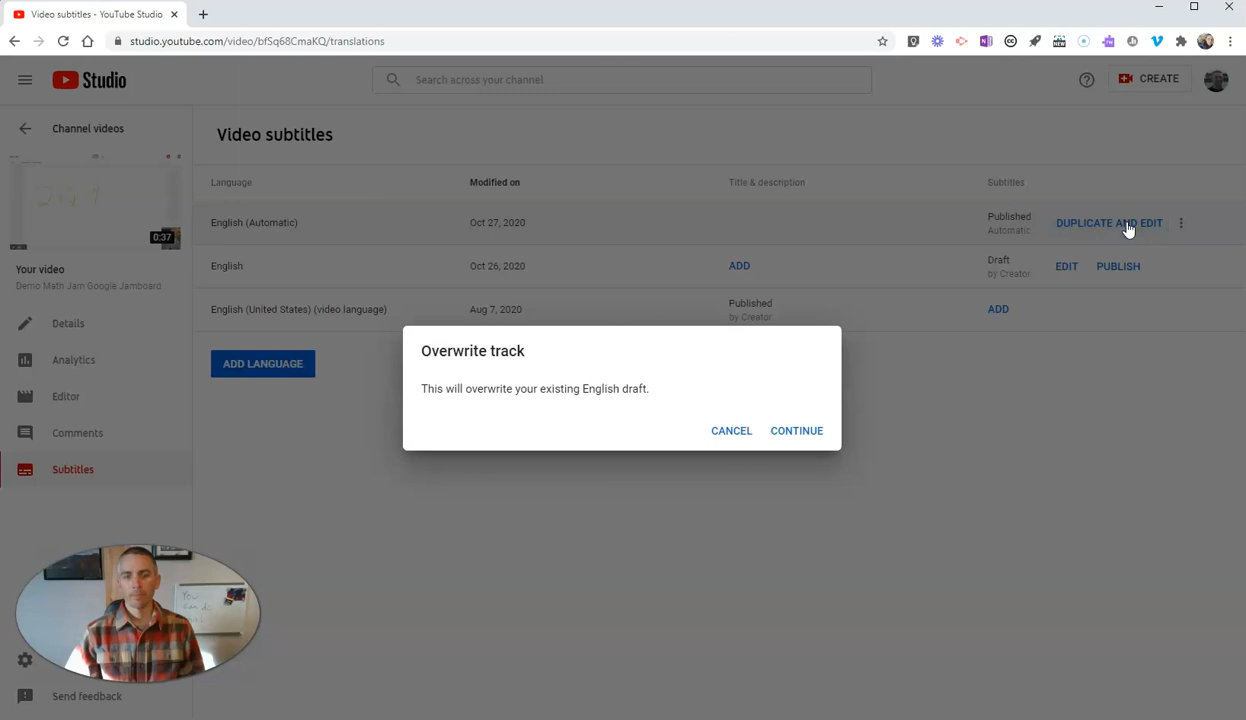 Video subtitles - YouTube Studio
studio.youtube.com/video/bfSq68CmaKQ/translations
Studio
Search across your channel
CREATE
Channel videos
0:37
Your video
Demo Math Jam Google Jamboard
Details
Analytics
Editor
Comments
Subtitles
Send feedback
Video subtitles
Language
Modified on
Title & description
Subtitles
English (Automatic)
Oct 27, 2020
Published
Automatic
DUPLICATE AND EDIT
English
Oct 26, 2020
ADD
Draft
by Creator
EDIT
PUBLISH
English (United States) (video language)
Aug 7, 2020
Published
by Creator
ADD
ADD LANGUAGE
Overwrite track
This will overwrite your existing English draft.
CANCEL
CONTINUE
You
can